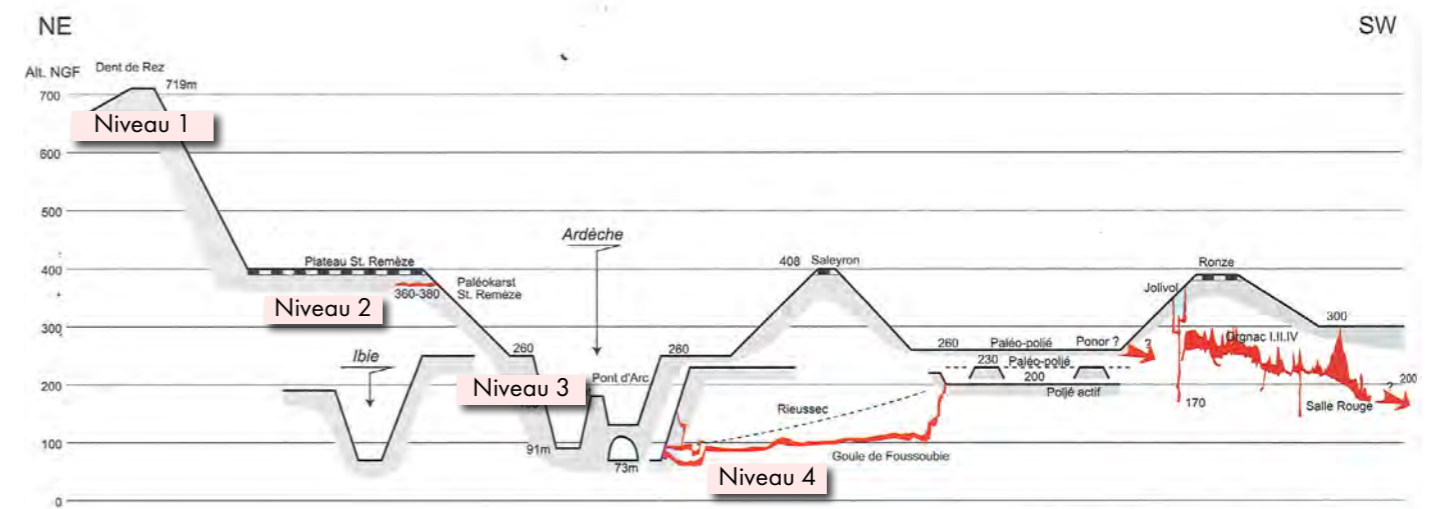 NE
SW
Alt. NGF
Dent de Rez
719m
700
Niveau 1
600
500
Ardèche
400
Plateau St. Remèze
408
Saleyron
Ronze
360-380
Paléokarst
St. Remèze
Jolivol
Niveau 2
300
300
Ibie
260
260
260
Paléo-poljé
Ponor ?
?
Orgnac I.II.IV
230
Paléo-poljé
200
Niveau 3
Pont d'Arc
200
Poljé actif
?
200
Rieussec
170
Salle Rouge
100
91m
73m
Goule de Foussoubie
Niveau 4
0